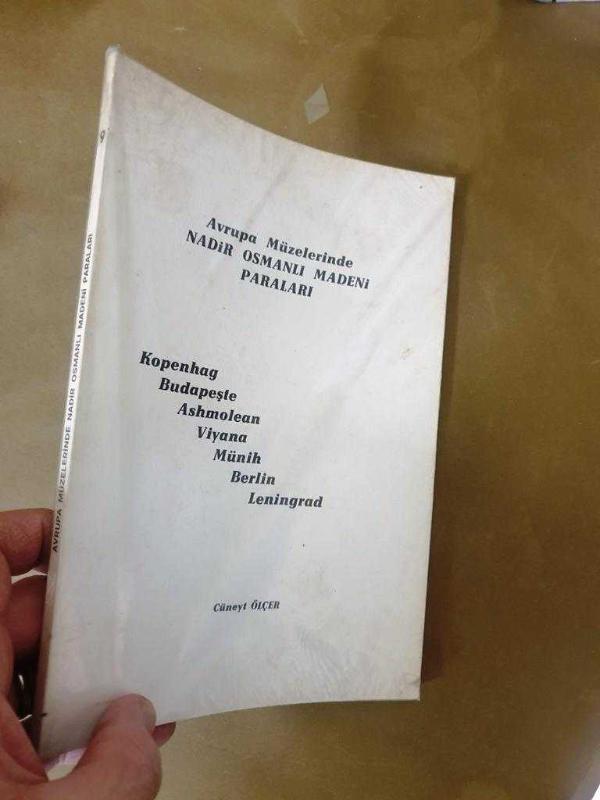 Avrupa Müzelerinde
NADİR OSMANLI MADENİ
PARALARI
Kopenhag
Budapeşte
Ashmolean
Viyana
Münih
Berlin
Leningrad
Cüneyt ÖLÇER
AVRUPA MÜZELERİNDE NADİR OSMANLI MADENİ PARALARI
9